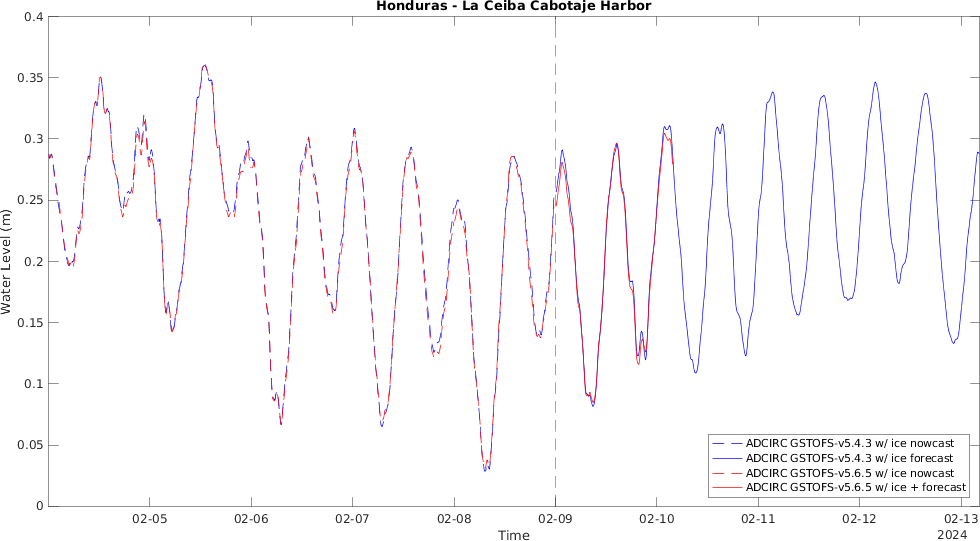 Honduras - La Ceiba Cabotaje Harbor
0.4
0.35
0.3
0.25
0.2
0.15
0.1
0.05
0
Water Level (m)
02-05 02-06 02-07 02-08 02-09 02-10 02-11 02-12 02-13
Time
2024
ADCIRC GSTOFS-v5.4.3 w/ ice nowcast
ADCIRC GSTOFS-v5.4.3 w/ ice forecast
ADCIRC GSTOFS-v5.6.5 w/ ice nowcast
ADCIRC GSTOFS-v5.6.5 w/ ice + forecast